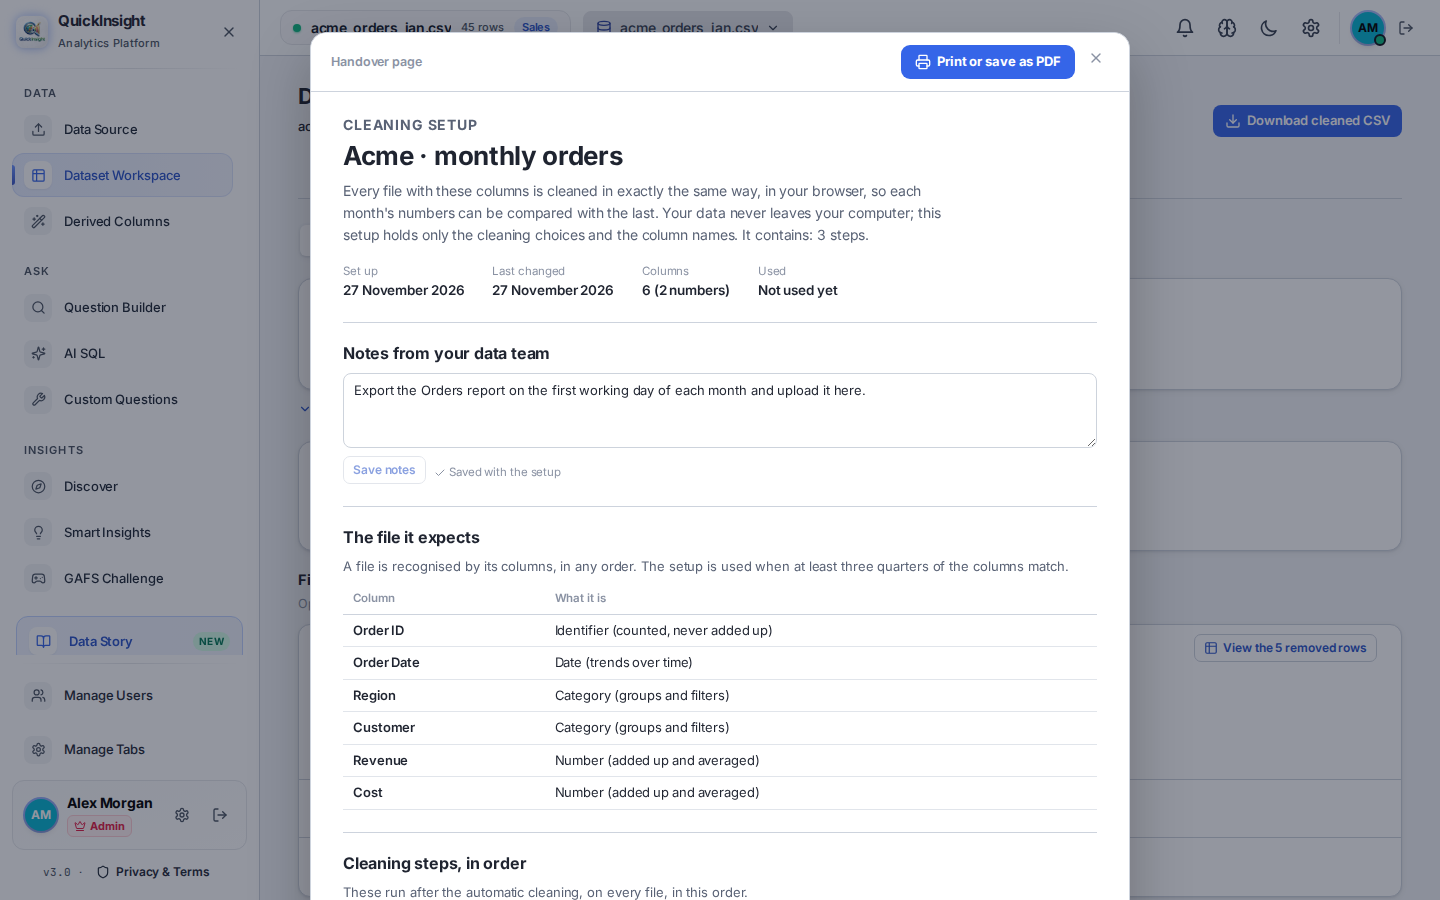 QuickInsight
Analytics Platform
DATA
Data Source
Dataset Workspace
Derived Columns
ASK
Question Builder
AI SQL
Custom Questions
INSIGHTS
Discover
Smart Insights
GAFS Challenge
Data Story
NEW
Manage Users
Manage Tabs
AM
Alex Morgan
Admin
v3.0 ·
Privacy & Terms
acme_orders_jan.csv
45 rows
Sales
acme_orders_jan.csv
AM
Download cleaned CSV
View the 5 removed rows
Handover page
Print or save as PDF
CLEANING SETUP
Acme · monthly orders
Every file with these columns is cleaned in exactly the same way, in your browser, so each
month's numbers can be compared with the last. Your data never leaves your computer; this
setup holds only the cleaning choices and the column names. It contains: 3 steps.
Set up
27 November 2026
Last changed
27 November 2026
Columns
6 (2 numbers)
Used
Not used yet
Notes from your data team
Export the Orders report on the first working day of each month and upload it here.
Save notes
Saved with the setup
The file it expects
A file is recognised by its columns, in any order. The setup is used when at least three quarters of the columns match.
Column What it is
Order ID Identifier (counted, never added up)
Order Date Date (trends over time)
Region Category (groups and filters)
Customer Category (groups and filters)
Revenue Number (added up and averaged)
Cost Number (added up and averaged)
Cleaning steps, in order
These run after the automatic cleaning, on every file, in this order.